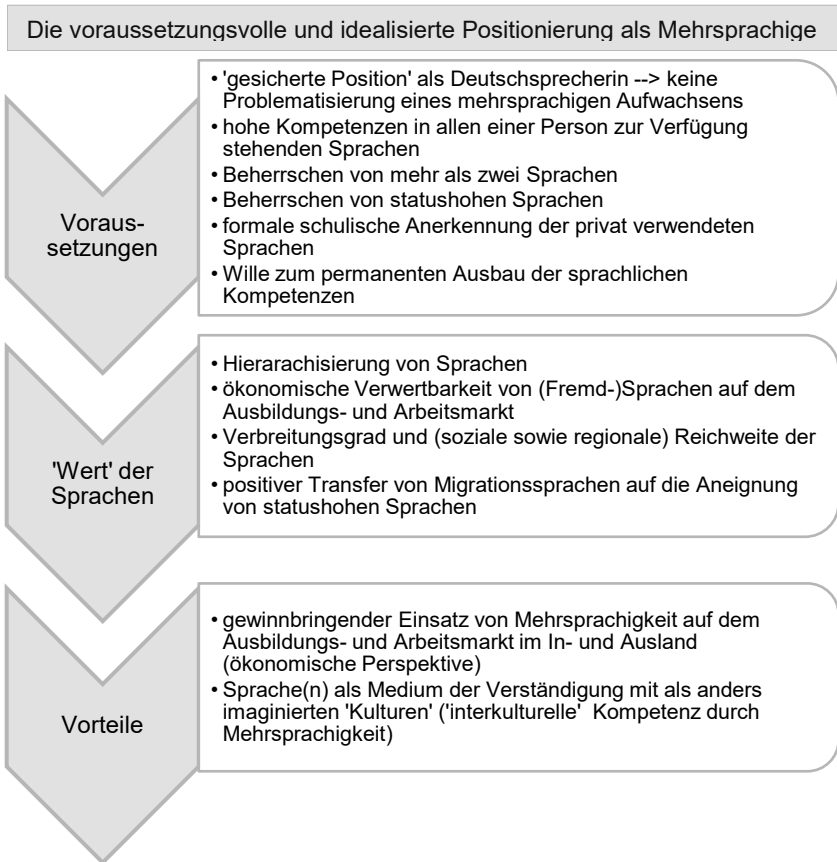 Die voraussetzungsvolle und idealisierte Positionierung als Mehrsprachige
Voraus-
setzungen
• 'gesicherte Position' als Deutschsprecherin --> keine
Problematisierung eines mehrsprachigen Aufwachsens
• hohe Kompetenzen in allen einer Person zur Verfügung
stehenden Sprachen
• Beherrschen von mehr als zwei Sprachen
• Beherrschen von statushohen Sprachen
• formale schulische Anerkennung der privat verwendeten
Sprachen
• Wille zum permanenten Ausbau der sprachlichen
Kompetenzen
'Wert' der
Sprachen
• Hierarachisierung von Sprachen
• ökonomische Verwertbarkeit von (Fremd-)Sprachen auf dem
Ausbildungs- und Arbeitsmarkt
• Verbreitungsgrad und (soziale sowie regionale) Reichweite der
Sprachen
• positiver Transfer von Migrationssprachen auf die Aneignung
von statushohen Sprachen
Vorteile
• gewinnbringender Einsatz von Mehrsprachigkeit auf dem
Ausbildungs- und Arbeitsmarkt im In- und Ausland
(ökonomische Perspektive)
• Sprache(n) als Medium der Verständigung mit als anders
imaginierten 'Kulturen' ('interkulturelle' Kompetenz durch
Mehrsprachigkeit)